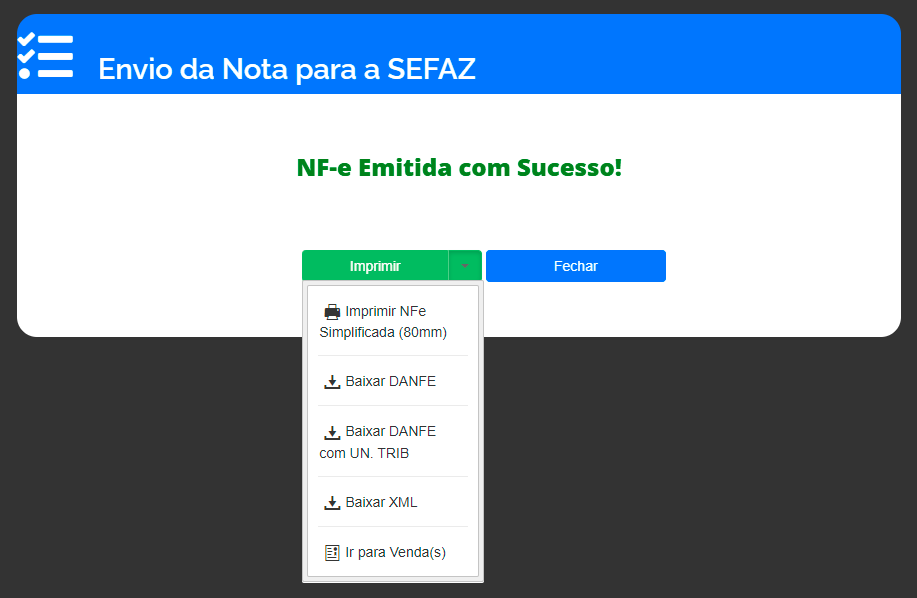 Envio da Nota para a SEFAZ
NF-e Emitida com Sucesso!
Imprimir
Fechar
Imprimir NFe
Simplificada (80mm)
Baixar DANFE
Baixar DANFE
com UN. TRIB
Baixar XML
Ir para Venda(s)